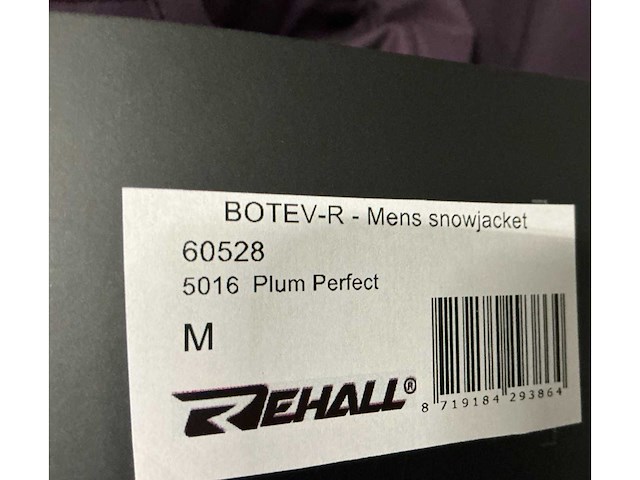 BOTEV-R - Mens snowjacket
60528
5016 Plum Perfect
M
REHALL®
8 719184 293864